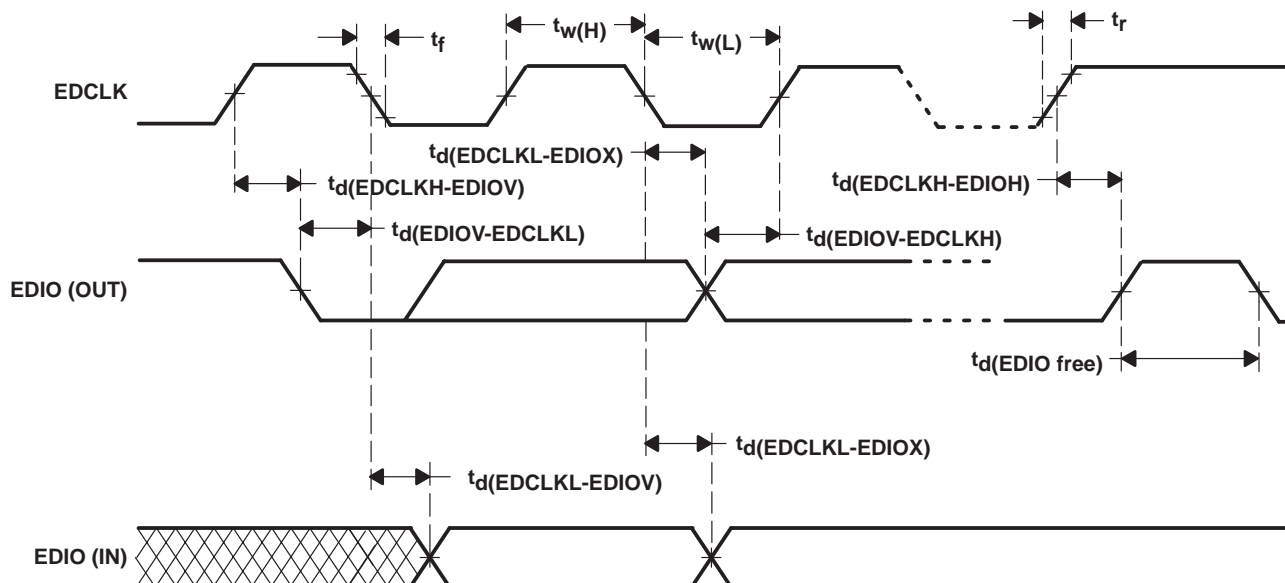 tf
tw(H)
tw(L)
tr
EDCLK
td(EDCLKL-EDIOX)
td(EDCLKH-EDIOV)
td(EDCLKH-EDIOH)
td(EDIOV-EDCLKL)
td(EDIOV-EDCLKH)
EDIO (OUT)
td(EDIO free)
td(EDCLKL-EDIOX)
td(EDCLKL-EDIOV)
EDIO (IN)